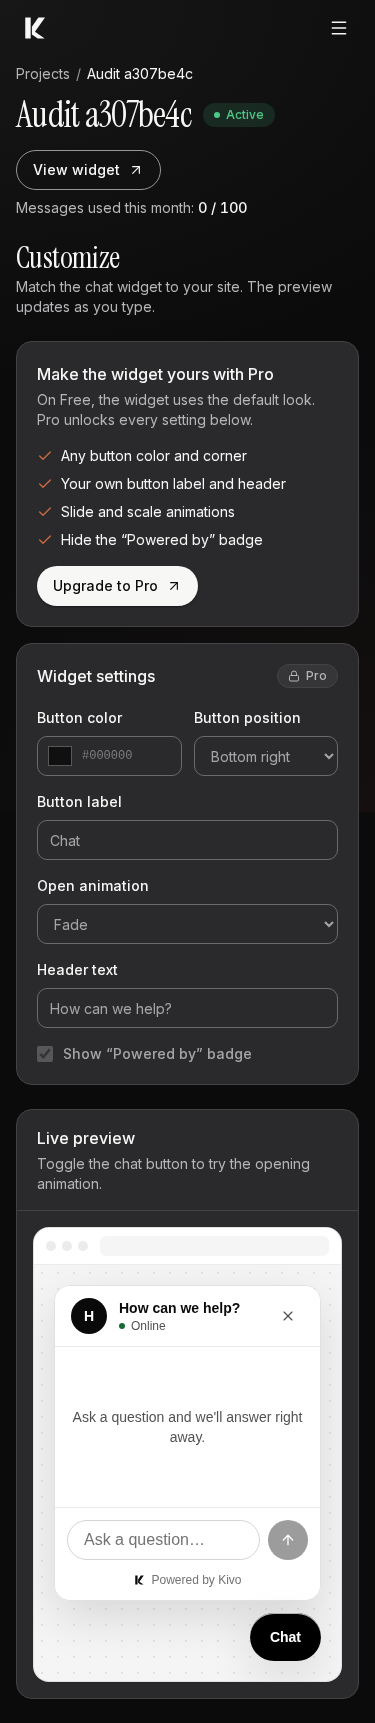 Projects / Audit a307be4c
Audit a307be4c
Active
View widget
Messages used this month: 0 / 100
Customize
Match the chat widget to your site. The preview
updates as you type.
Make the widget yours with Pro
On Free, the widget uses the default look.
Pro unlocks every setting below.
Any button color and corner
Your own button label and header
Slide and scale animations
Hide the “Powered by” badge
Upgrade to Pro
Widget settings
Pro
Button color
Button position
#000000
Bottom right
Button label
Chat
Open animation
Fade
Header text
How can we help?
Show “Powered by” badge
Live preview
Toggle the chat button to try the opening
animation.
H
How can we help?
Online
Ask a question and we'll answer right
away.
Ask a question…
Powered by Kivo
Chat